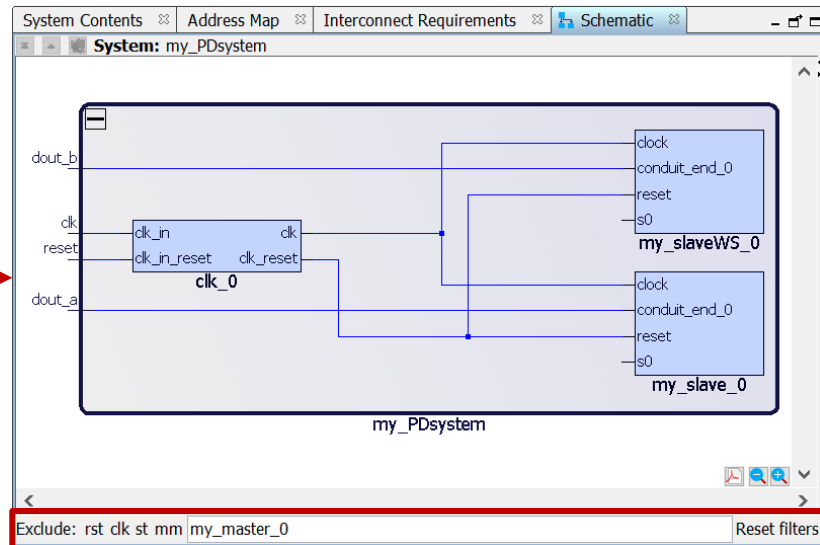 System Contents
Address Map
Interconnect Requirements
Schematic
System: my_PDsystem
dout_b
clk
reset
dout_a
clk_in
clk
clk_in_reset
clk_reset
clk_0
clock
conduit_end_0
reset
s0
my_slaveWS_0
clock
conduit_end_0
reset
s0
my_slave_0
my_PDsystem
Exclude: rst clk st mm my_master_0
Reset filters